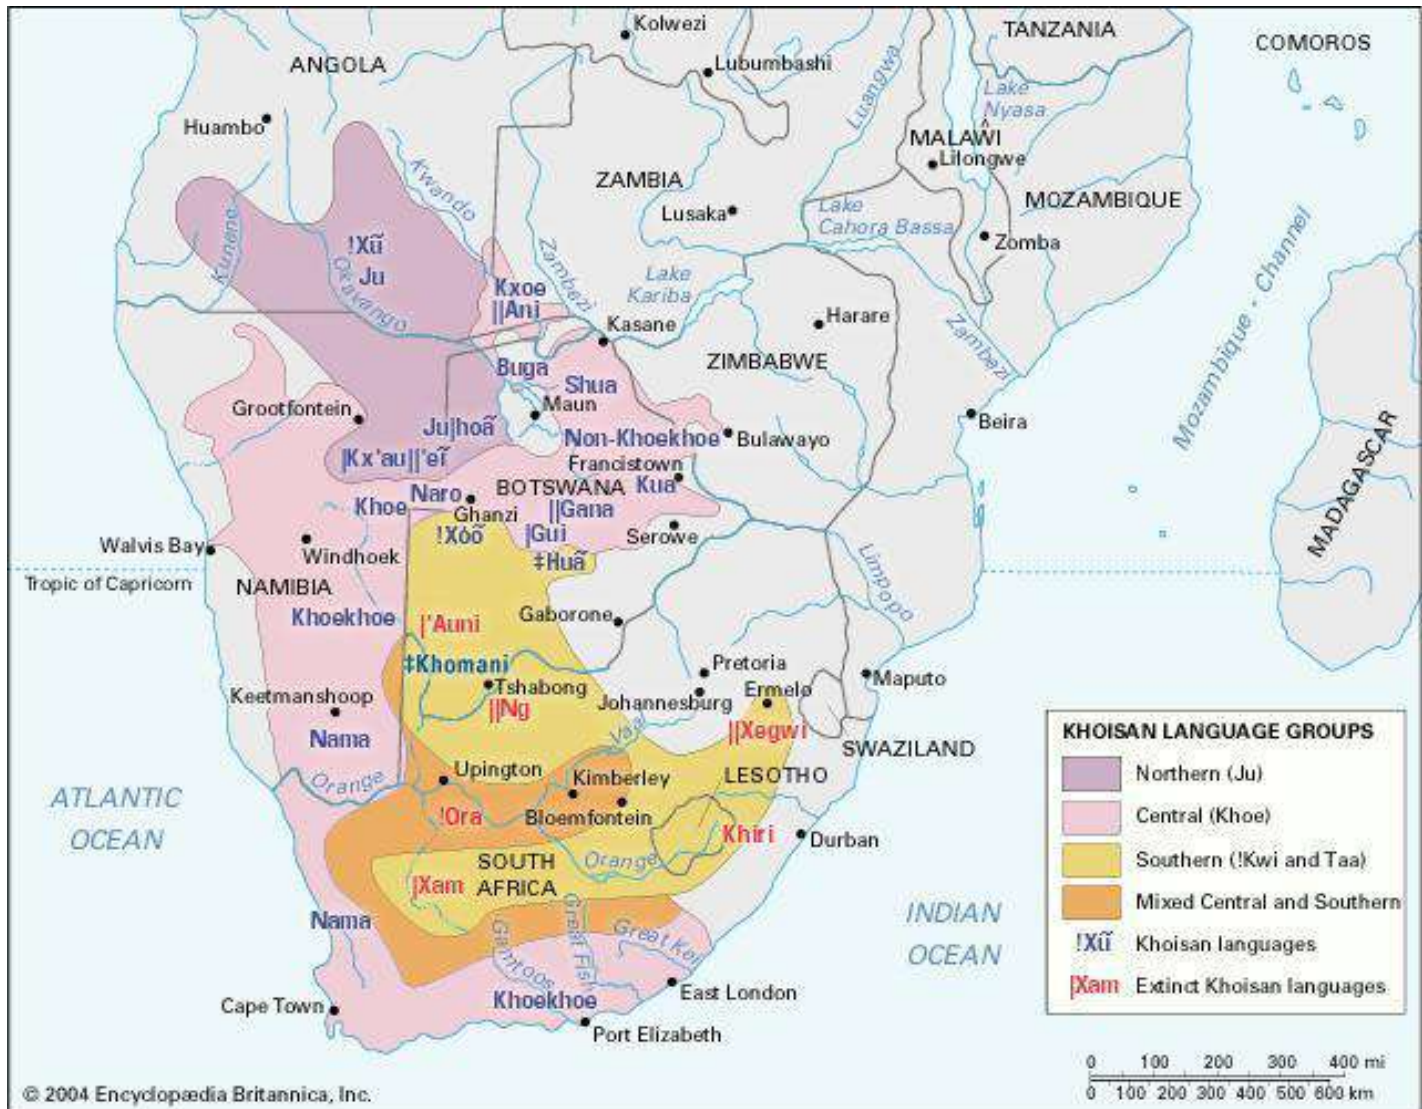 Kolwezi
TANZANIA
COMOROS
ANGOLA
Lubumbashi
Luangwa
Lake
Nyasa
Huambo
MALAWI
Lilongwe
Kwando
ZAMBIA
MOZAMBIQUE
Lusaka
Lake
Cahora Bassa
Zomba
Kunene
!Xũ
Ju
Okavango
Zambezi
Lake
Kariba
Kxoe
||Ani
Mozambique - Channel
Harare
Kasane
Zambezi
ZIMBABWE
Buga
Shua
Grootfontein
Maun
Beira
Ju|hoã
Non-Khoekhoe
Bulawayo
MADAGASCAR
|Kx'au||'eĩ
Francistown
Naro
BOTSWANA
Kua
Khoe
Ghanzi
||Gana
!Xóõ
|Gui
Serowe
Walvis Bay
Windhoek
‡Huã
Tropic of Capricorn
NAMIBIA
Limpopo
Khoekhoe
|'Auni
Gaborone
‡Khomani
Pretoria
Maputo
Keetmanshoop
Tshabong
Johannesburg
Ermelo
||Ng
||Xegwi
Nama
Vaal
SWAZILAND
Orange
Upington
Kimberley
LESOTHO
ATLANTIC
OCEAN
!Ora
Bloemfontein
Khiri
Durban
SOUTH
AFRICA
Orange
|Xam
Nama
Gamtoos
Great Fish
Great Kei
INDIAN
OCEAN
Cape Town
Khoekhoe
East London
Port Elizabeth
KHOISAN LANGUAGE GROUPS
Northern (Ju)
Central (Khoe)
Southern (!Kwi and Taa)
Mixed Central and Southern
!Xũ Khoisan languages
|Xam Extinct Khoisan languages
0 100 200 300 400 mi
0 100 200 300 400 500 600 km
© 2004 Encyclopædia Britannica, Inc.